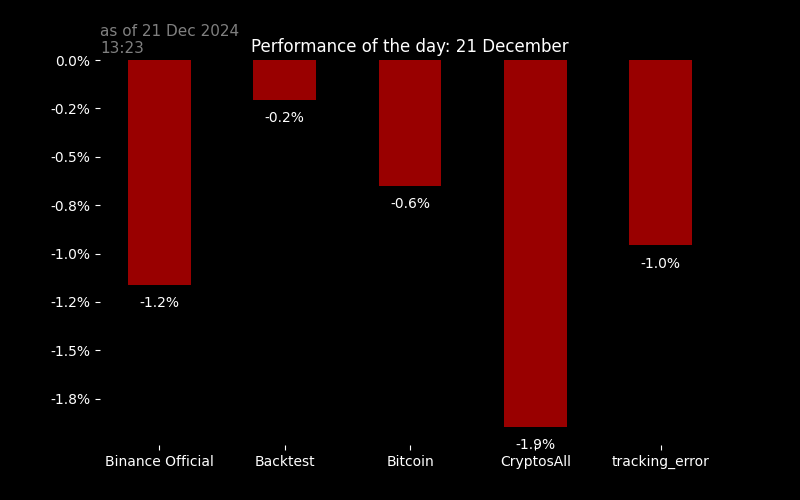 as of 21 Dec 2024
13:23
Performance of the day: 21 December
0.0%
-0.2%
-0.5%
-0.8%
-1.0%
-1.2%
-1.5%
-1.8%
-1.2%
-0.2%
-0.6%
-1.9%
-1.0%
Binance Official
Backtest
Bitcoin
CryptosAll
tracking_error